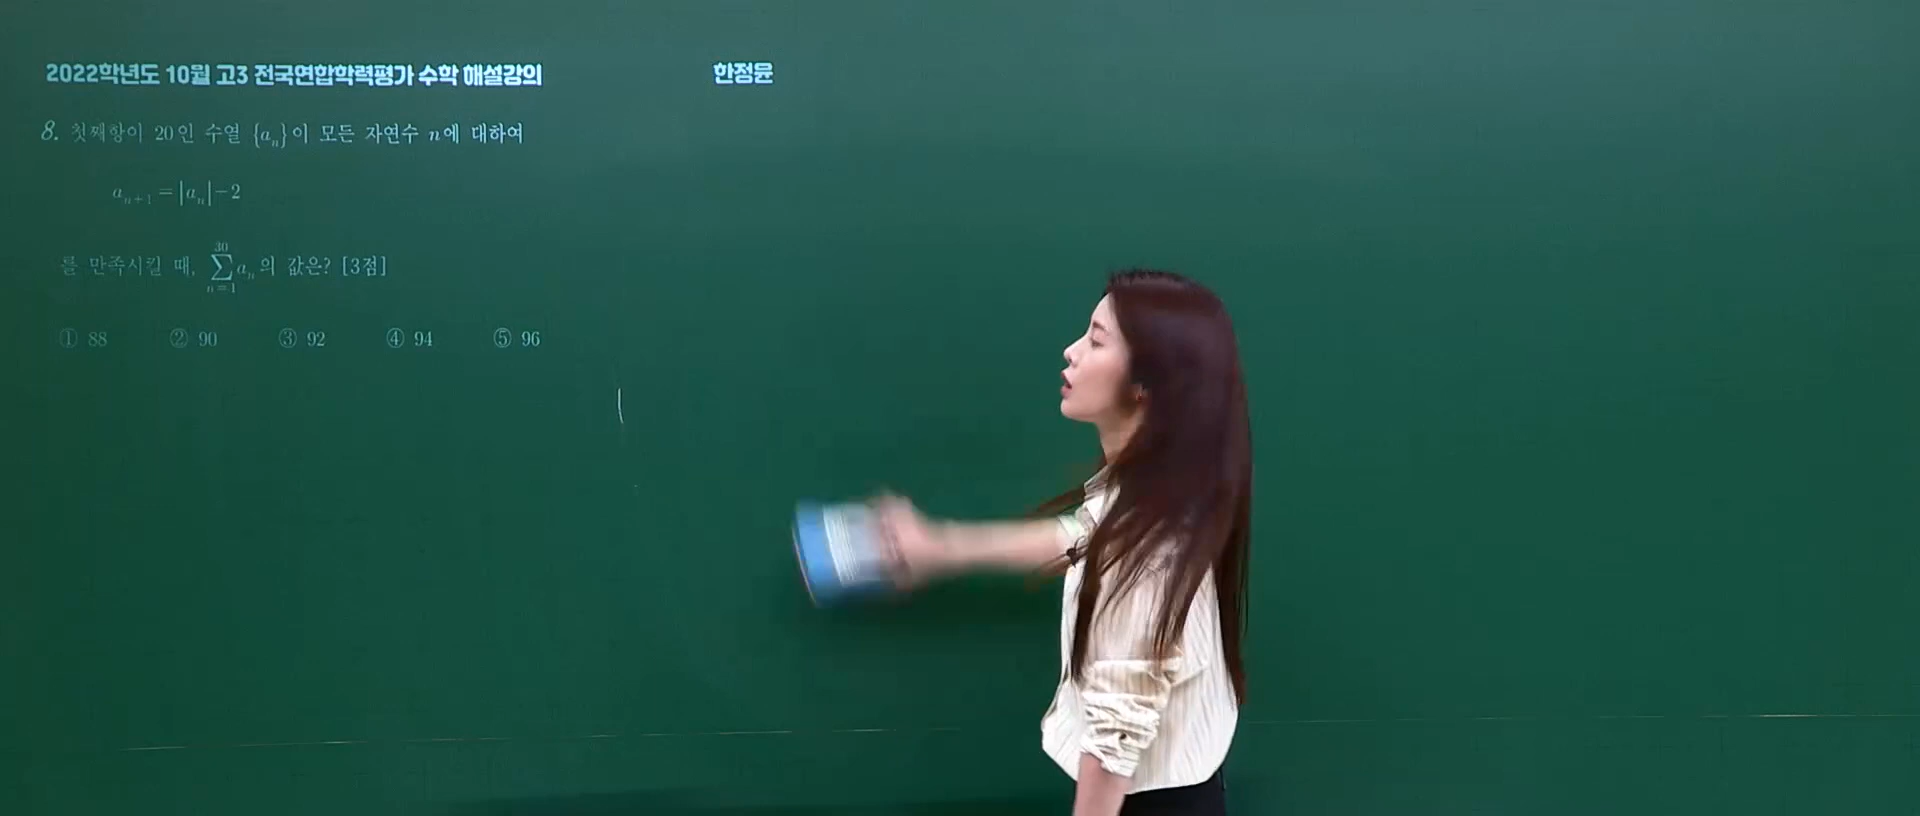 2022학년도 10월 고3 전국연합학력평가 수학 해설강의 한정윤
8. 첫째항이 20인 수열 {aₙ}이 모든 자연수 n에 대하여
aₙ₊₁ = |aₙ| − 2
를 만족시킬 때, ∑ₙ₌₁³⁰ aₙ의 값은? [3점]
① 88 ② 90 ③ 92 ④ 94 ⑤ 96